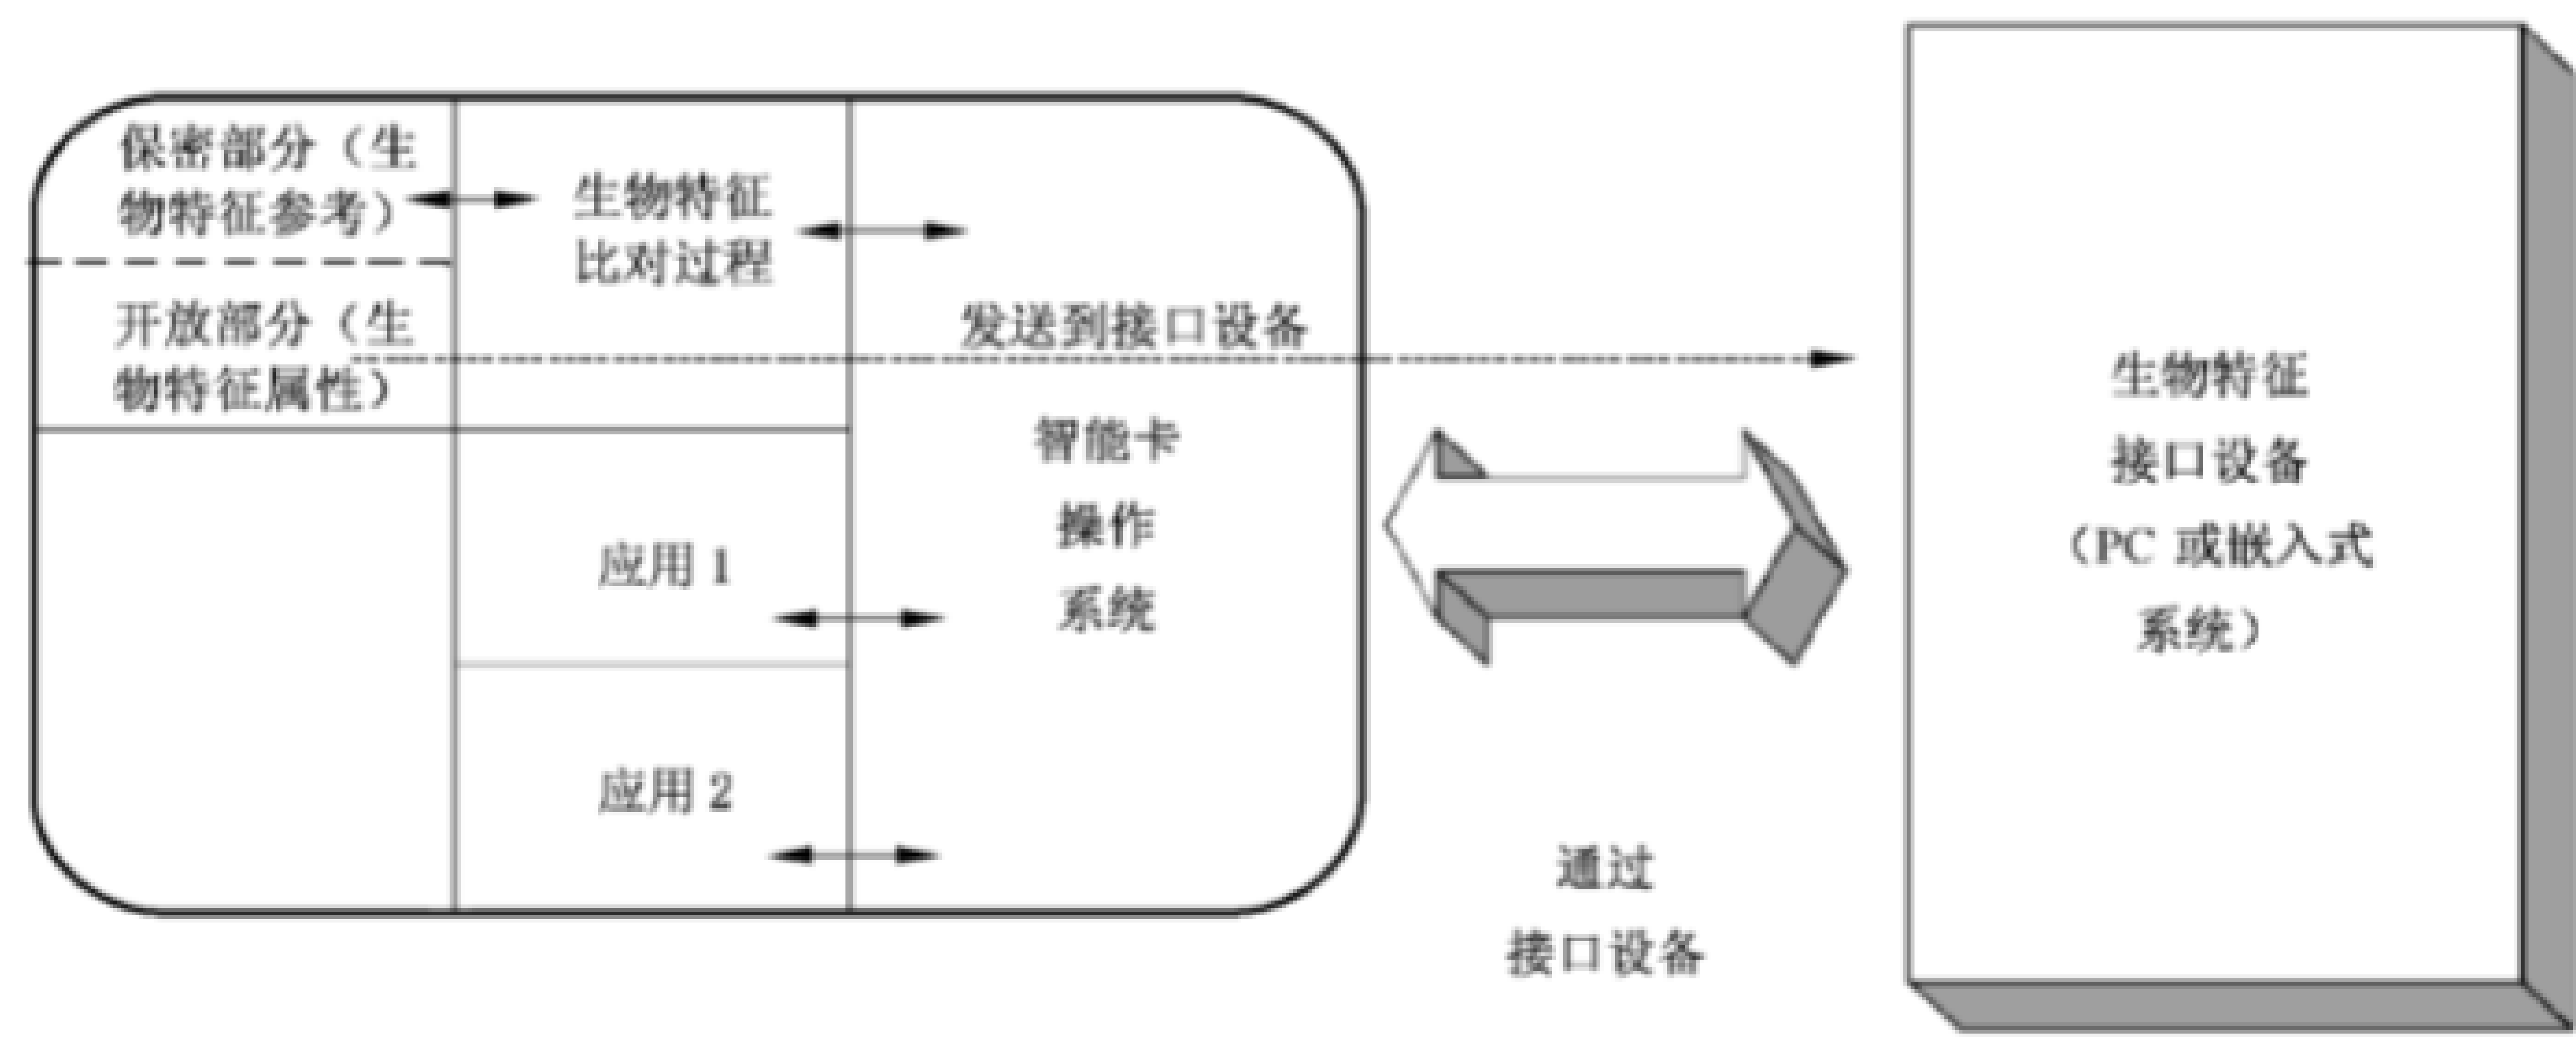 保密部分（生
物特征参考）
开放部分（生
物特征属性）
生物特征
比对过程
应用 1
应用 2
发送到接口设备
智能卡
操作
系统
通过
接口设备
生物特征
接口设备
（PC 或嵌入式
系统）